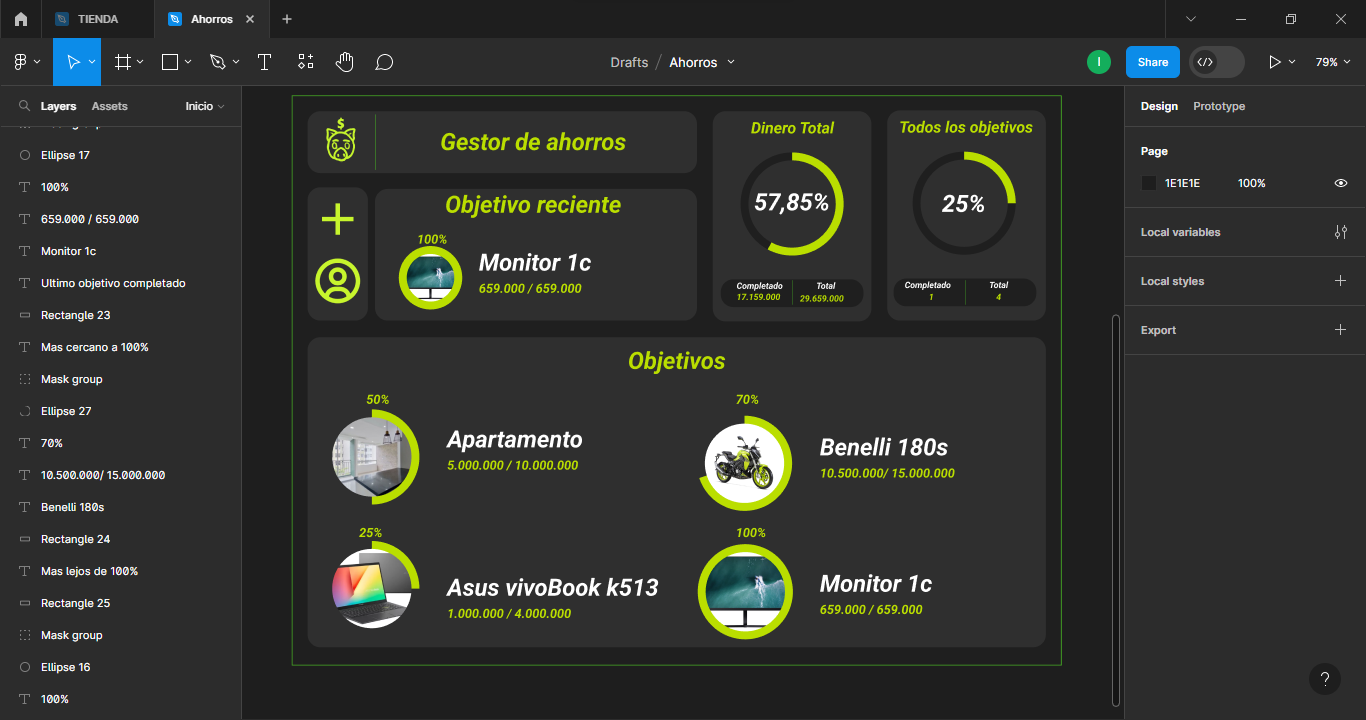 TIENDA
Ahorros
Drafts / Ahorros
I
Share
79%
Layers
Assets
Inicio
Ellipse 17
100%
659.000 / 659.000
Monitor 1c
Ultimo objetivo completado
Rectangle 23
Mas cercano a 100%
Mask group
Ellipse 27
70%
10.500.000/ 15.000.000
Benelli 180s
Rectangle 24
Mas lejos de 100%
Rectangle 25
Mask group
Ellipse 16
100%
Gestor de ahorros
Objetivo reciente
100%
Monitor 1c
659.000 / 659.000
Dinero Total
57,85%
Completado
Total
17.159.000
29.659.000
Todos los objetivos
25%
Completado
Total
1
4
Objetivos
50%
Apartamento
5.000.000 / 10.000.000
70%
Benelli 180s
10.500.000/ 15.000.000
25%
Asus vivoBook k513
1.000.000 / 4.000.000
100%
Monitor 1c
659.000 / 659.000
Design
Prototype
Page
1E1E1E
100%
Local variables
Local styles
Export
?